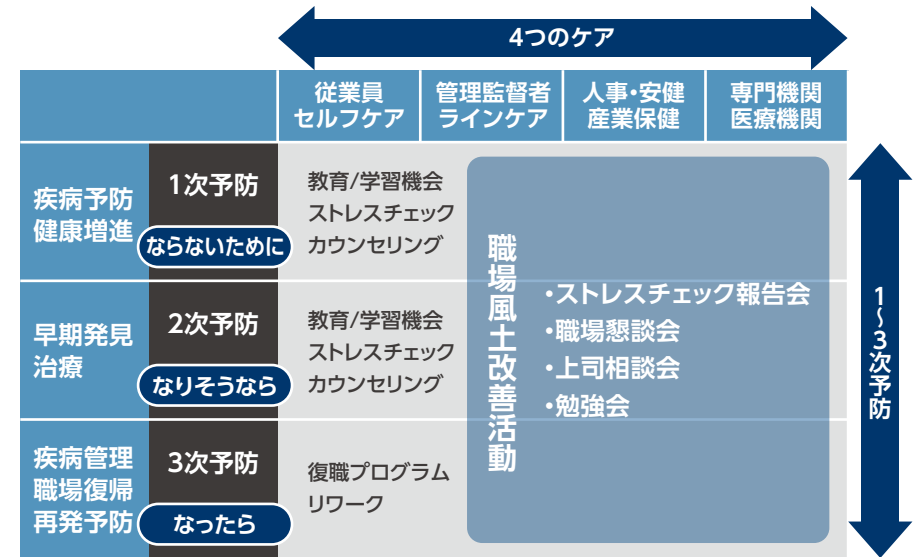 4つのケア
従業員
セルフケア
管理監督者
ラインケア
人事・安健
産業保健
専門機関
医療機関
疾病予防
健康増進
1次予防
ならないために
教育/学習機会
ストレスチェック
カウンセリング
早期発見
治療
2次予防
なりそうなら
教育/学習機会
ストレスチェック
カウンセリング
疾病管理
職場復帰
再発予防
3次予防
なったら
復職プログラム
リワーク
職場風土改善活動
・ストレスチェック報告会
・職場懇談会
・上司相談会
・勉強会
1〜3次予防